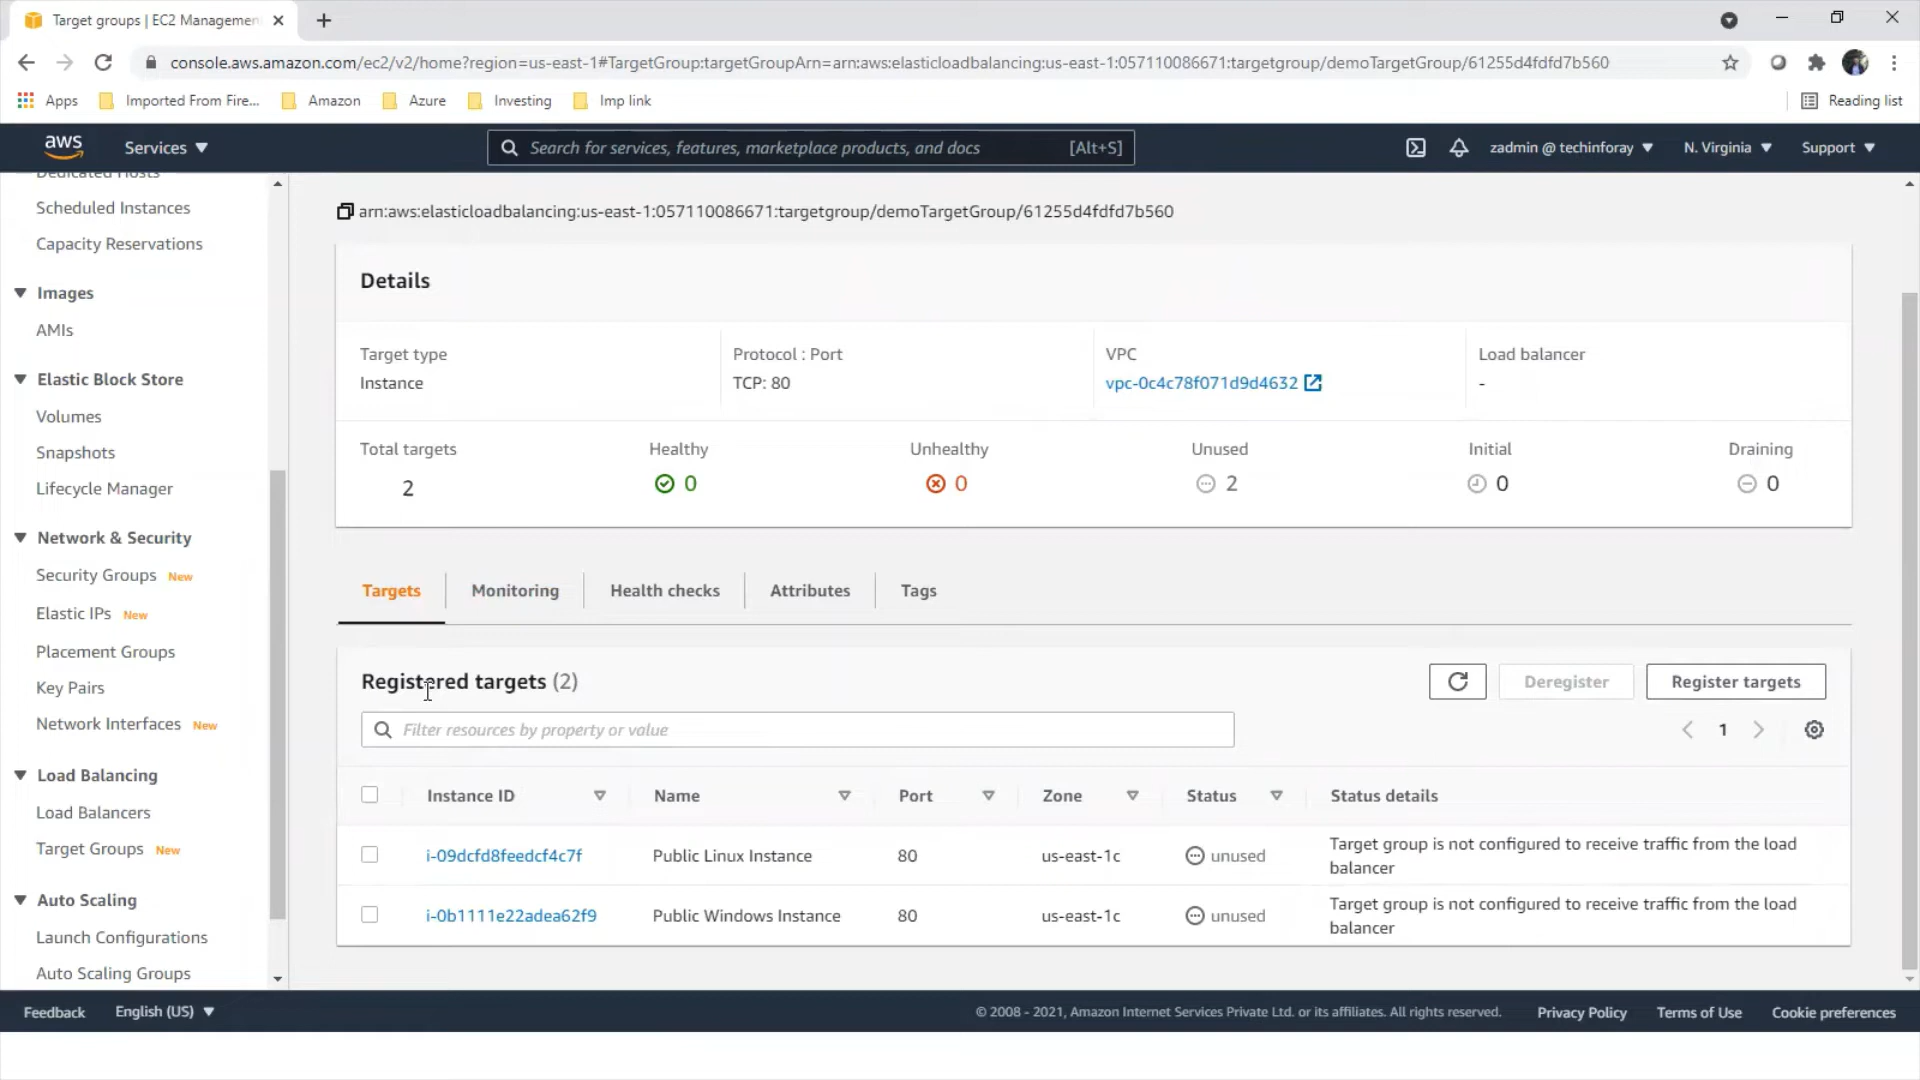 Target groups | EC2 Managemen
console.aws.amazon.com/ec2/v2/home?region=us-east-1#TargetGroup:targetGroupArn=arn:aws:elasticloadbalancing:us-east-1:057110086671:targetgroup/demoTargetGroup/61255d4fdfd7b560
Apps Imported From Fire... Amazon Azure Investing Imp link Reading list
aws Services Search for services, features, marketplace products, and docs [Alt+S] zadmin @ techinforay N. Virginia Support
Dedicated Hosts
Scheduled Instances
Capacity Reservations
Images
AMIs
Elastic Block Store
Volumes
Snapshots
Lifecycle Manager
Network & Security
Security Groups New
Elastic IPs New
Placement Groups
Key Pairs
Network Interfaces New
Load Balancing
Load Balancers
Target Groups New
Auto Scaling
Launch Configurations
Auto Scaling Groups
arn:aws:elasticloadbalancing:us-east-1:057110086671:targetgroup/demoTargetGroup/61255d4fdfd7b560
Details
Target type Protocol : Port VPC Load balancer
Instance TCP: 80 vpc-0c4c78f071d9d4632 -
Total targets Healthy Unhealthy Unused Initial Draining
2 0 0 2 0 0
Targets Monitoring Health checks Attributes Tags
Registered targets (2) Deregister Register targets
Filter resources by property or value 1
Instance ID Name Port Zone Status Status details
i-09dcfd8feedcf4c7f Public Linux Instance 80 us-east-1c unused Target group is not configured to receive traffic from the load
balancer
i-0b1111e22adea62f9 Public Windows Instance 80 us-east-1c unused Target group is not configured to receive traffic from the load
balancer
Feedback English (US) © 2008 - 2021, Amazon Internet Services Private Ltd. or its affiliates. All rights reserved. Privacy Policy Terms of Use Cookie preferences